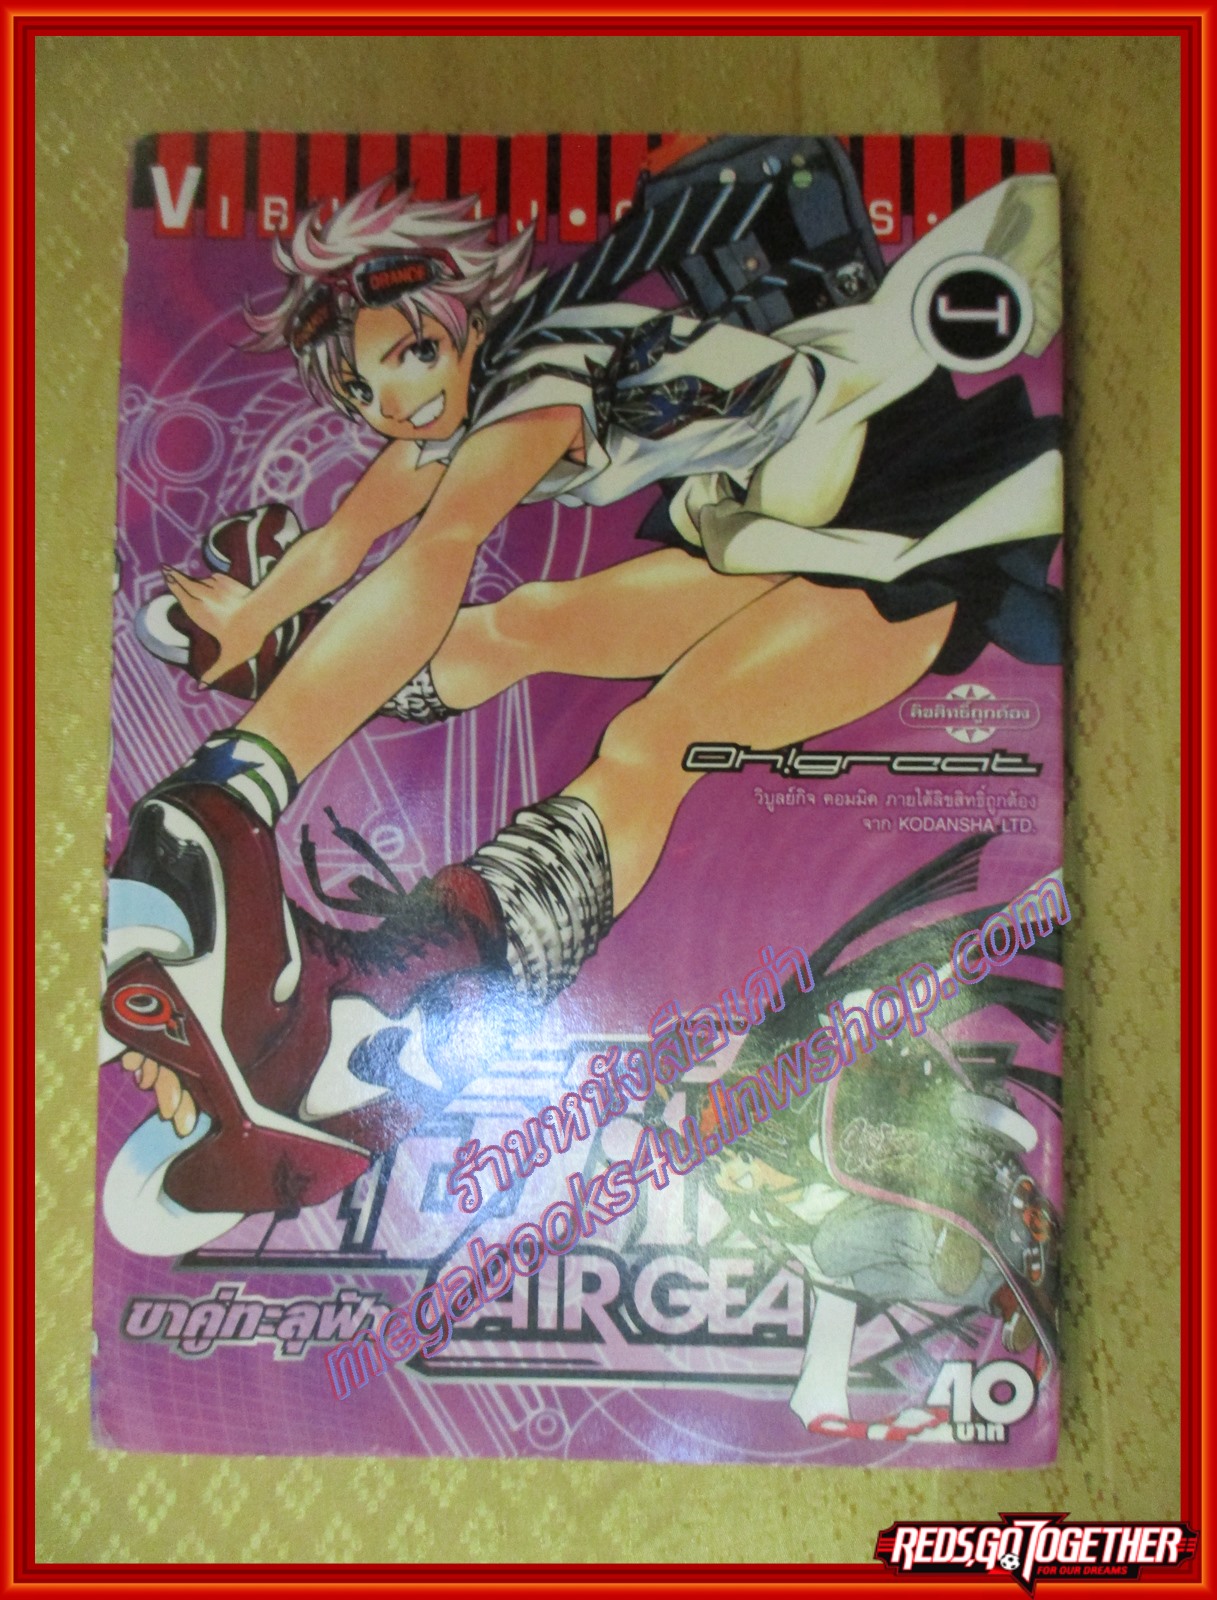 ORANGE
ลิขสิทธิ์ถูกต้อง
Oh!great
วิบูลย์กิจ คอมมิค ภายใต้ลิขสิทธิ์ถูกต้อง
จาก KODANSHA LTD.
ร้านหนังสือเก่า
megabooks4u.lnwshop.com
AIR GEA
ขาคู่ทะลุฟ้า
40
บาท
REDS,GO TOGETHER
FOR OUR DREAMS